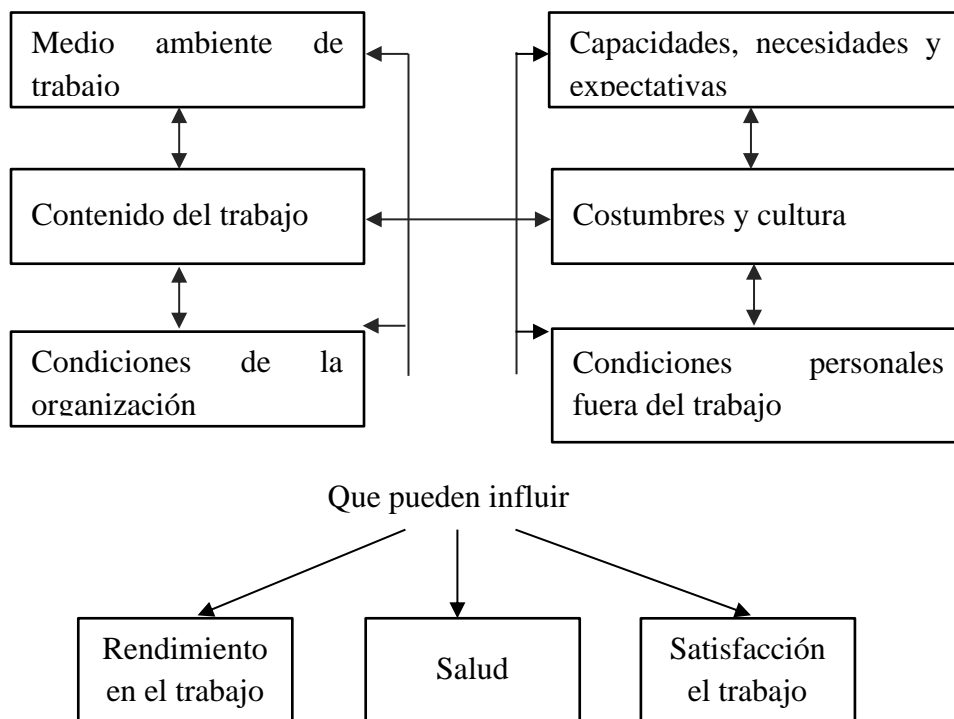 Medio ambiente de
trabajo
Capacidades, necesidades y
expectativas
Contenido del trabajo
Costumbres y cultura
Condiciones de la
organización
Condiciones personales
fuera del trabajo
Que pueden influir
Rendimiento
en el trabajo
Salud
Satisfacción
el trabajo